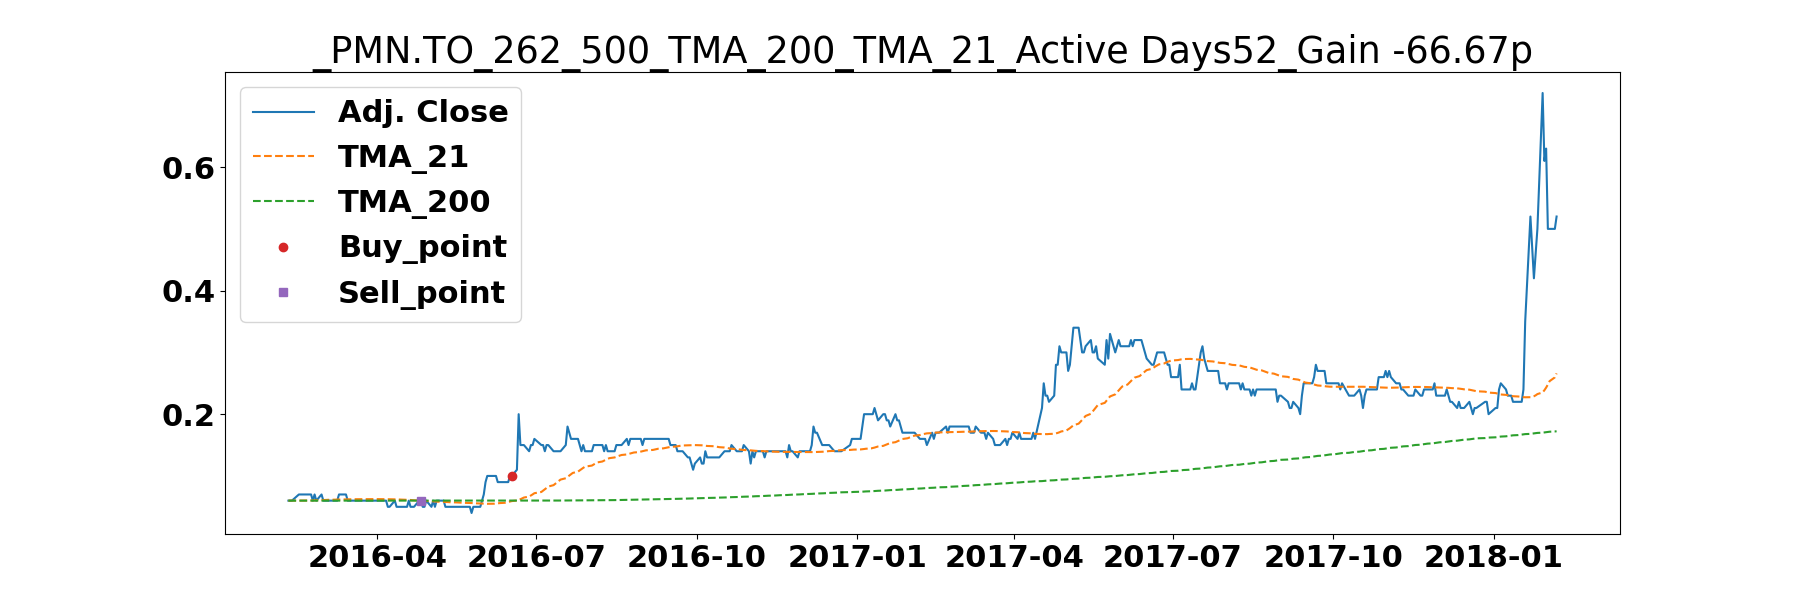 _PMN.TO_262_500_TMA_200_TMA_21_Active Days52_Gain -66.67p
Adj. Close
TMA_21
TMA_200
Buy_point
Sell_point
0.6
0.4
0.2
2016-04 2016-07 2016-10 2017-01 2017-04 2017-07 2017-10 2018-01